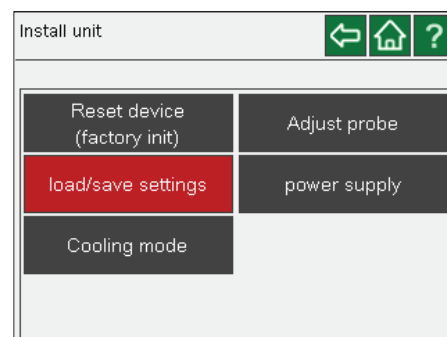 Install unit
?
Reset device
(factory init)
Adjust probe
load/save settings
power supply
Cooling mode